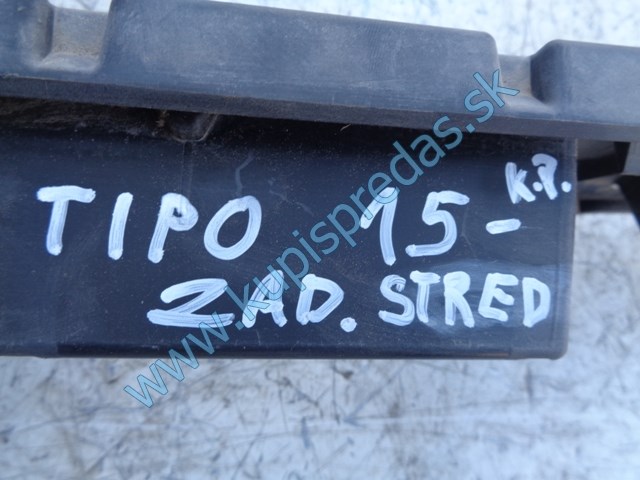 K.P.
TIPO 15-
ZAD. STRED
www.kupispredas.sk